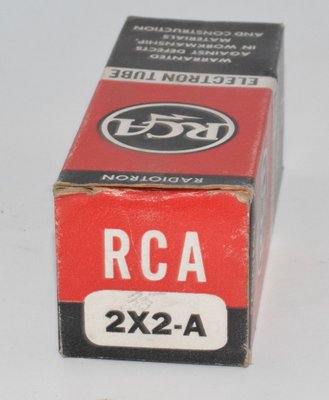 WARRANTED
AGAINST DEFECTS
IN WORKMANSHIP,
MATERIALS
AND CONSTRUCTION
ELECTRON TUBE
RCA
RADIOTRON
RCA
2X2-A